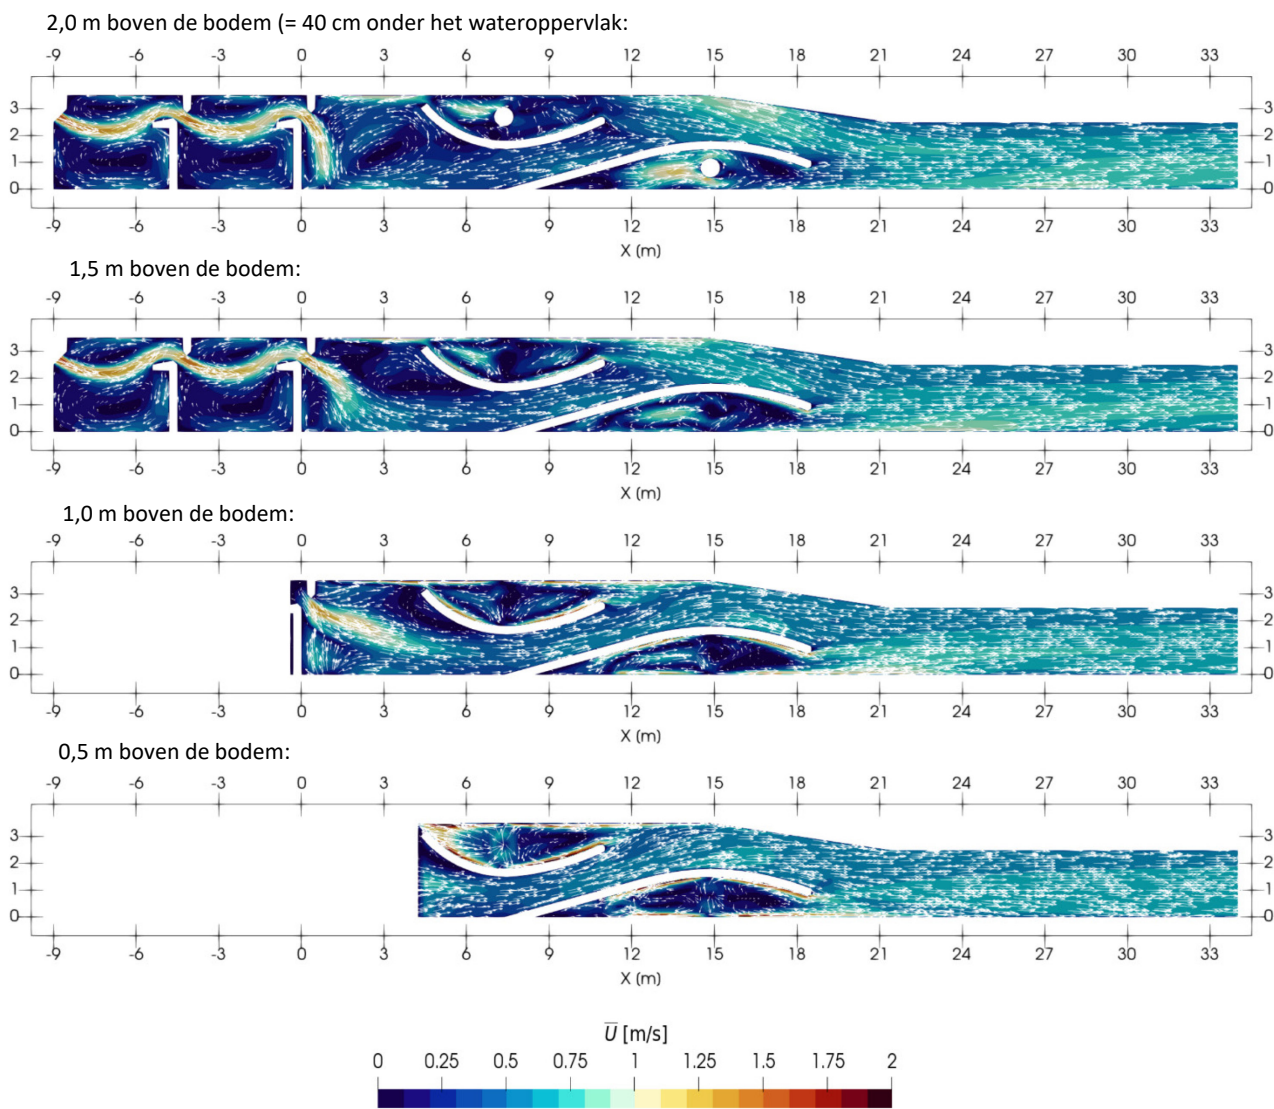 2,0 m boven de bodem (= 40 cm onder het wateroppervlak:
-9 -6 -3 0 3 6 9 12 15 18 21 24 27 30 33
3 3
2 2
1 1
0 0
-9 -6 -3 0 3 6 9 12 15 18 21 24 27 30 33
X (m)
1,5 m boven de bodem:
-9 -6 -3 0 3 6 9 12 15 18 21 24 27 30 33
3 3
2 2
1 1
0 0
-9 -6 -3 0 3 6 9 12 15 18 21 24 27 30 33
X (m)
1,0 m boven de bodem:
-9 -6 -3 0 3 6 9 12 15 18 21 24 27 30 33
3 3
2 2
1 1
0 0
-9 -6 -3 0 3 6 9 12 15 18 21 24 27 30 33
X (m)
0,5 m boven de bodem:
-9 -6 -3 0 3 6 9 12 15 18 21 24 27 30 33
3 3
2 2
1 1
0 0
-9 -6 -3 0 3 6 9 12 15 18 21 24 27 30 33
X (m)
U̅ [m/s]
0 0.25 0.5 0.75 1 1.25 1.5 1.75 2